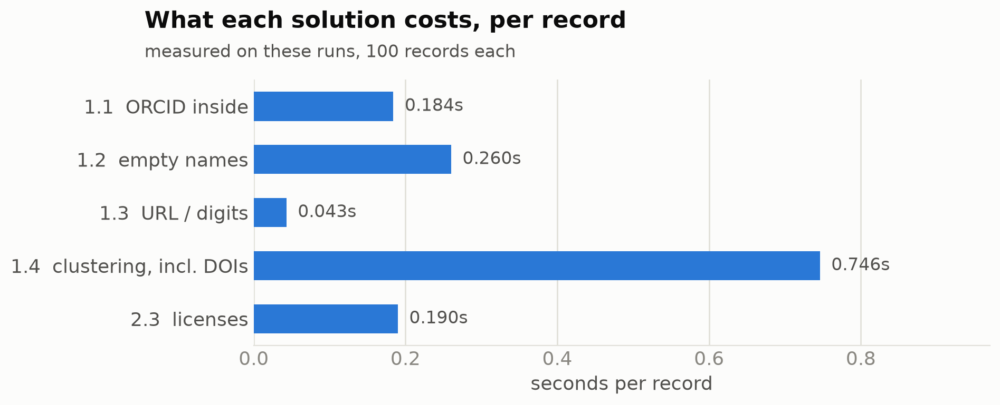 What each solution costs, per record
measured on these runs, 100 records each
1.1 ORCID inside 0.184s
1.2 empty names 0.260s
1.3 URL / digits 0.043s
1.4 clustering, incl. DOIs 0.746s
2.3 licenses 0.190s
0.0 0.2 0.4 0.6 0.8
seconds per record